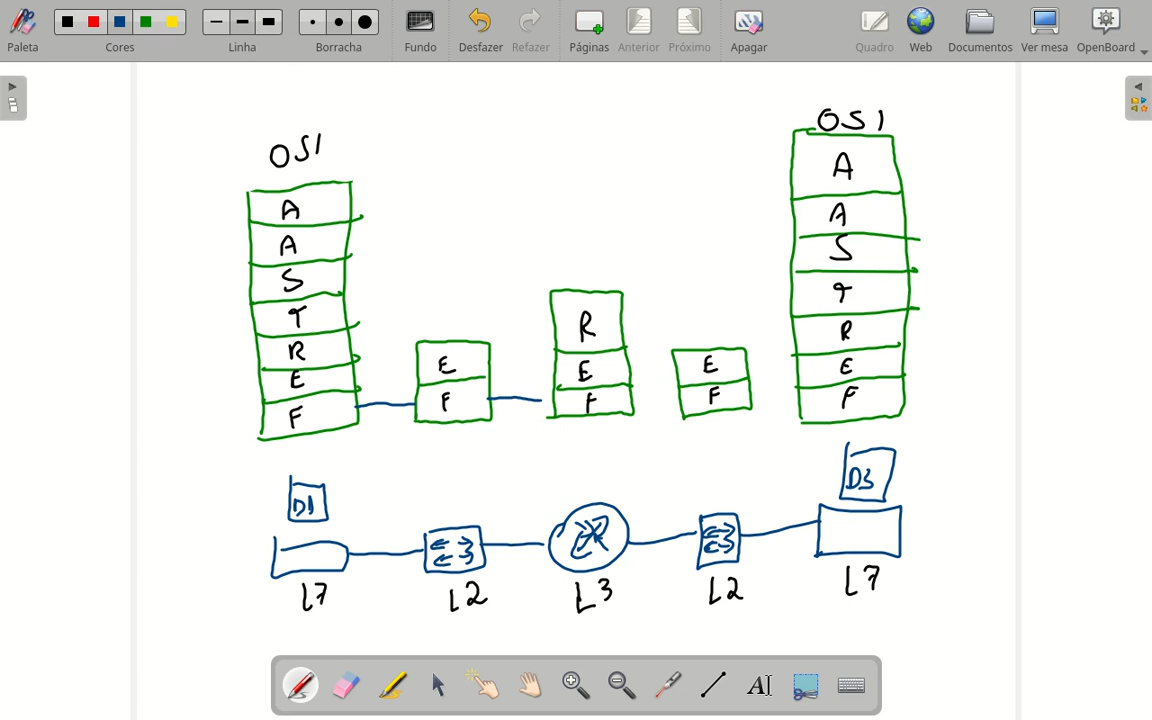 Paleta Cores Linha Borracha Fundo Desfazer Refazer Páginas Anterior Próximo Apagar Quadro Web Documentos Ver mesa OpenBoard
OSI
OSI
A
A
S
T
R
E
F
E
F
R
E
F
E
F
A
A
S
T
R
E
F
D1
D3
L7 L2 L3 L2 L7